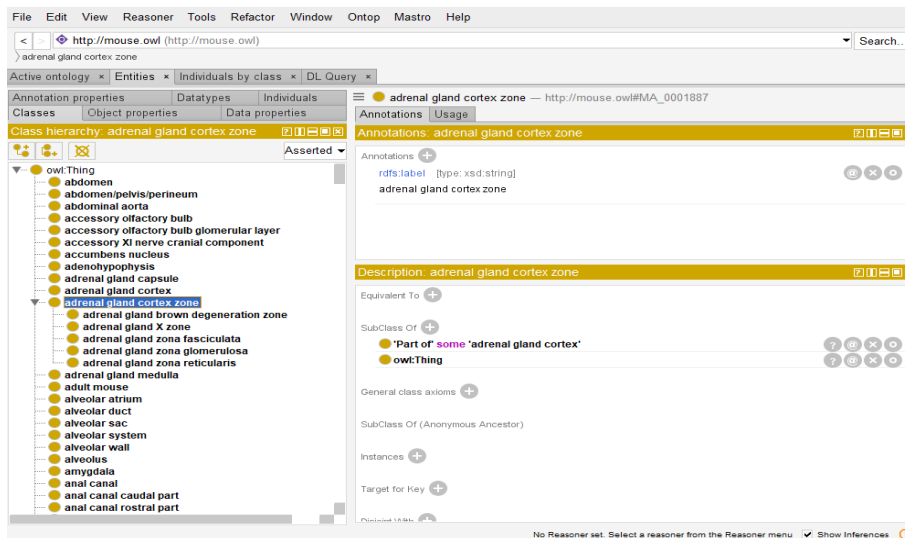 File Edit View Reasoner Tools Refactor Window Ontop Mastro Help
< > http://mouse.owl (http://mouse.owl) Search...
adrenal gland cortex zone
Active ontology × Entities × Individuals by class × DL Query ×
Annotation properties Datatypes Individuals
Classes Object properties Data properties
Class hierarchy: adrenal gland cortex zone
Asserted
owl:Thing
abdomen
abdomen/pelvis/perineum
abdominal aorta
accessory olfactory bulb
accessory olfactory bulb glomerular layer
accessory XI nerve cranial component
accumbens nucleus
adenohypophysis
adrenal gland capsule
adrenal gland cortex
adrenal gland cortex zone
adrenal gland brown degeneration zone
adrenal gland X zone
adrenal gland zona fasciculata
adrenal gland zona glomerulosa
adrenal gland zona reticularis
adrenal gland medulla
adult mouse
alveolar atrium
alveolar duct
alveolar sac
alveolar system
alveolar wall
alveolus
amygdala
anal canal
anal canal caudal part
anal canal rostral part
adrenal gland cortex zone — http://mouse.owl#MA_0001887
Annotations Usage
Annotations: adrenal gland cortex zone
Annotations
rdfs:label [type: xsd:string]
adrenal gland cortex zone
Description: adrenal gland cortex zone
Equivalent To
SubClass Of
'Part of' some 'adrenal gland cortex'
owl:Thing
General class axioms
SubClass Of (Anonymous Ancestor)
Instances
Target for Key
Disjoint With
No Reasoner set. Select a reasoner from the Reasoner menu Show Inferences